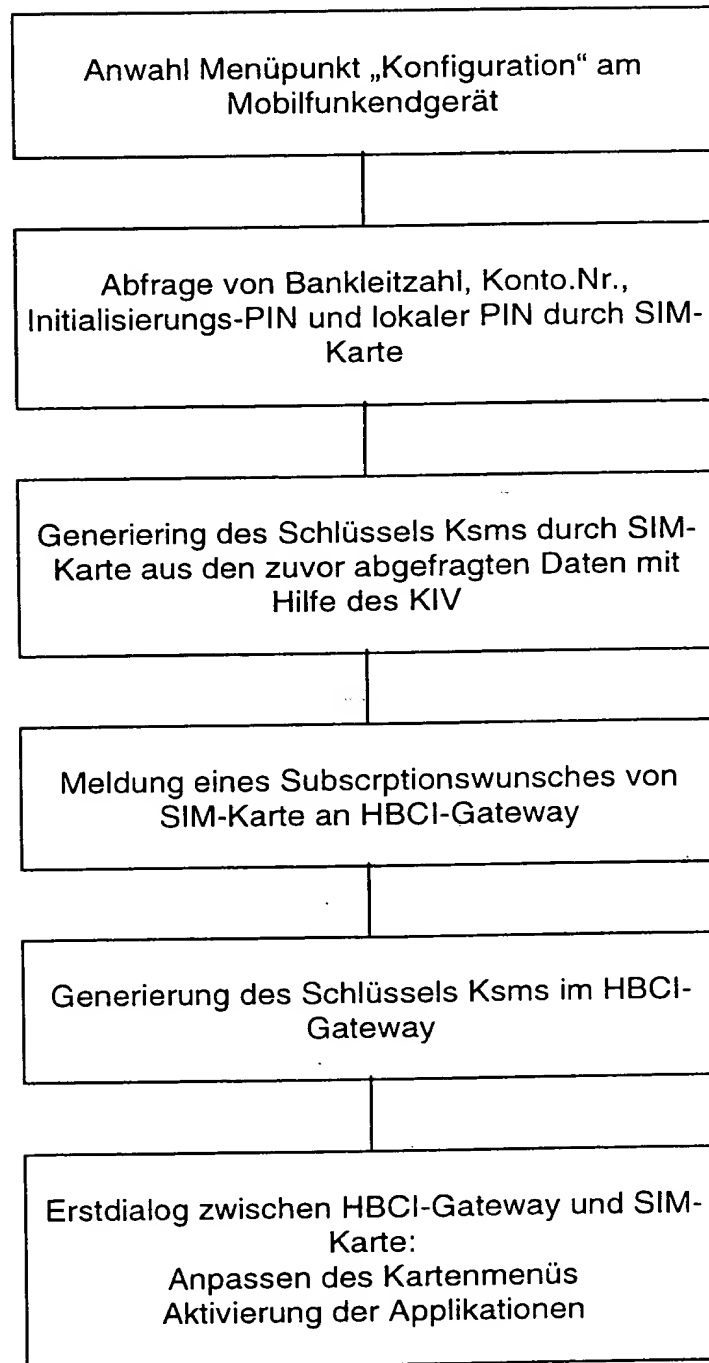 Anwahl Menüpunkt „Konfiguration“ am
Mobilfunkendgerät
Abfrage von Bankleitzahl, Konto.Nr.,
Initialisierungs-PIN und lokaler PIN durch SIM-
Karte
Generiering des Schlüssels Ksms durch SIM-
Karte aus den zuvor abgefragten Daten mit
Hilfe des KIV
Meldung eines Subscrptionswunsches von
SIM-Karte an HBCI-Gateway
Generierung des Schlüssels Ksms im HBCI-
Gateway
Erstdialog zwischen HBCI-Gateway und SIM-
Karte:
Anpassen des Kartenmenüs
Aktivierung der Applikationen